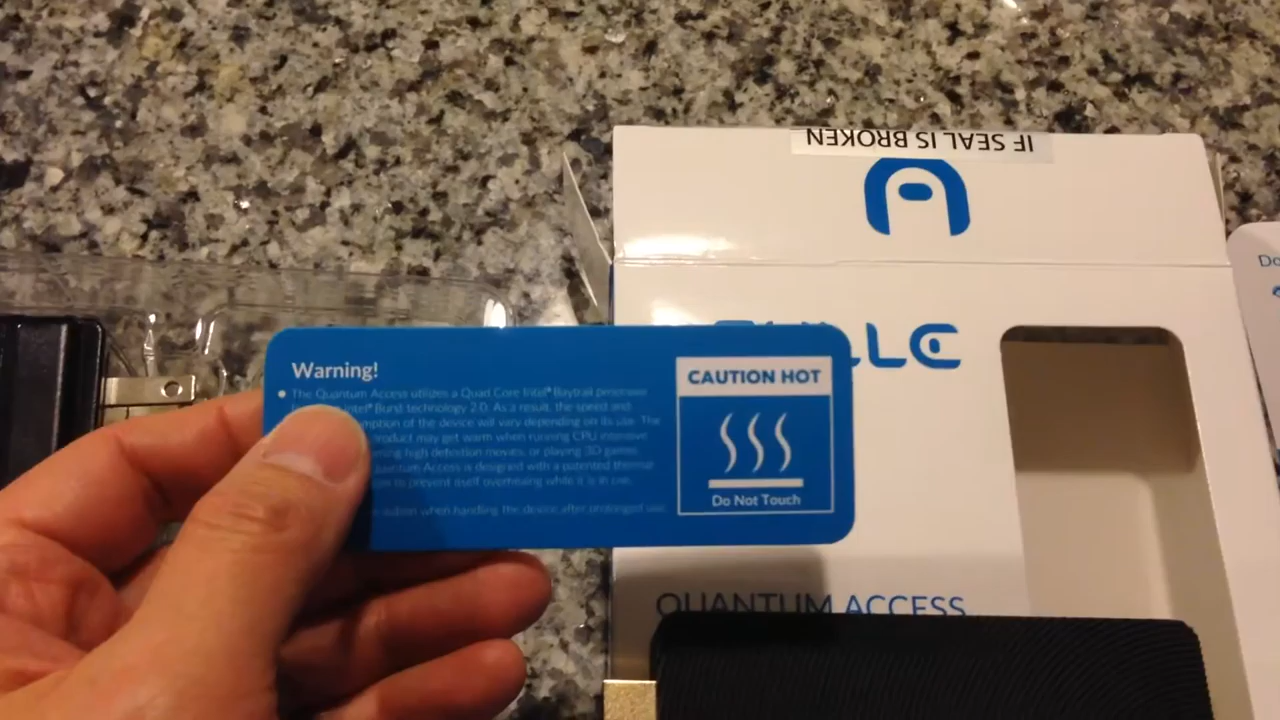 IF SEAL IS BROKEN
LLE
Do
Warning!
The Quantum Access utilizes a Quad Core Intel® Baytrail processor
Intel® Burst technology 2.0. As a result, the speed and
mption of the device will vary depending on its use. The
product may get warm when running CPU intensive
ming high definition movies, or playing 3D games.
Quantum Access is designed with a patented thermal
to prevent itself overheating while it is in use.
when handling the device after prolonged use.
CAUTION HOT
Do Not Touch
QUANTUM ACCESS